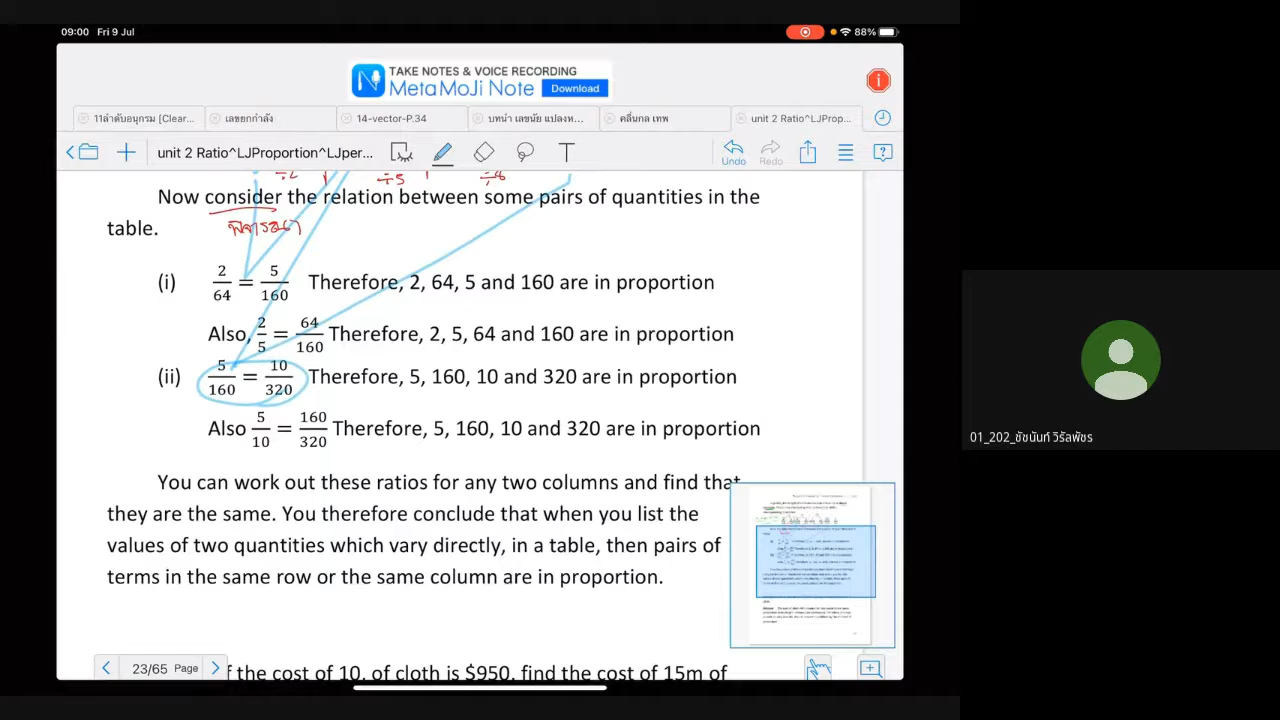 09:00 Fri 9 Jul
88%
TAKE NOTES & VOICE RECORDING
MetaMoJi Note Download
11ลำดับอนุกรม [Clear...
เลขยกกำลัง
14-vector-P.34
บทนำ เลขนัย แปลงห...
คลื่นกล เทพ
unit 2 Ratio^LJProp...
unit 2 Ratio^LJProportion^LJper...
T
Undo
Redo
÷2 ÷5 ÷8
Now consider the relation between some pairs of quantities in the
พิจารณา
table.
(i) 2/64 = 5/160 Therefore, 2, 64, 5 and 160 are in proportion
Also, 2/5 = 64/160 Therefore, 2, 5, 64 and 160 are in proportion
(ii) 5/160 = 10/320 Therefore, 5, 160, 10 and 320 are in proportion
Also 5/10 = 160/320 Therefore, 5, 160, 10 and 320 are in proportion
You can work out these ratios for any two columns and find that
they are the same. You therefore conclude that when you list the
values of two quantities which vary directly, in a table, then pairs of
terms in the same row or the same column are in proportion.
f the cost of 10, of cloth is $950, find the cost of 15m of
01_202_ชัชนันท์ วิรัลพัชร